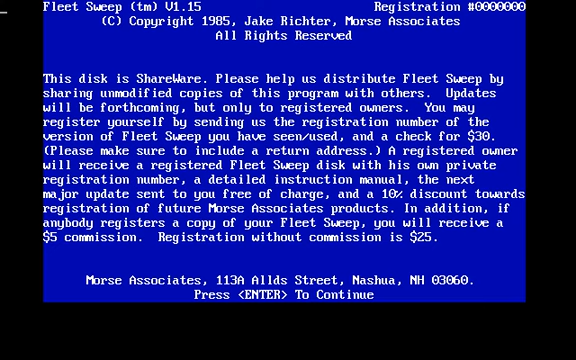 Fleet Sweep (tm) V1.15 Registration #0000000
(C) Copyright 1985, Jake Richter, Morse Associates
All Rights Reserved
This disk is ShareWare. Please help us distribute Fleet Sweep by
sharing unmodified copies of this program with others. Updates
will be forthcoming, but only to registered owners. You may
register yourself by sending us the registration number of the
version of Fleet Sweep you have seen/used, and a check for $30.
(Please make sure to include a return address.) A registered owner
will receive a registered Fleet Sweep disk with his own private
registration number, a detailed instruction manual, the next
major update sent to you free of charge, and a 10% discount towards
registration of future Morse Associates products. In addition, if
anybody registers a copy of your Fleet Sweep, you will receive a
$5 commission. Registration without commission is $25.
Morse Associates, 113A Allds Street, Nashua, NH 03060.
Press <ENTER> To Continue